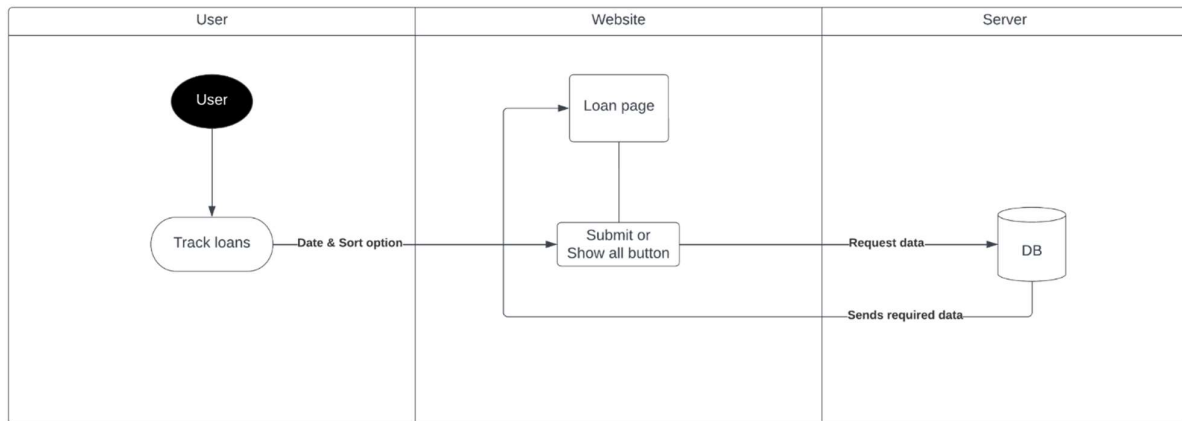 User
Website
Server
User
Loan page
Track loans
Date & Sort option
Submit or
Show all button
Request data
DB
Sends required data